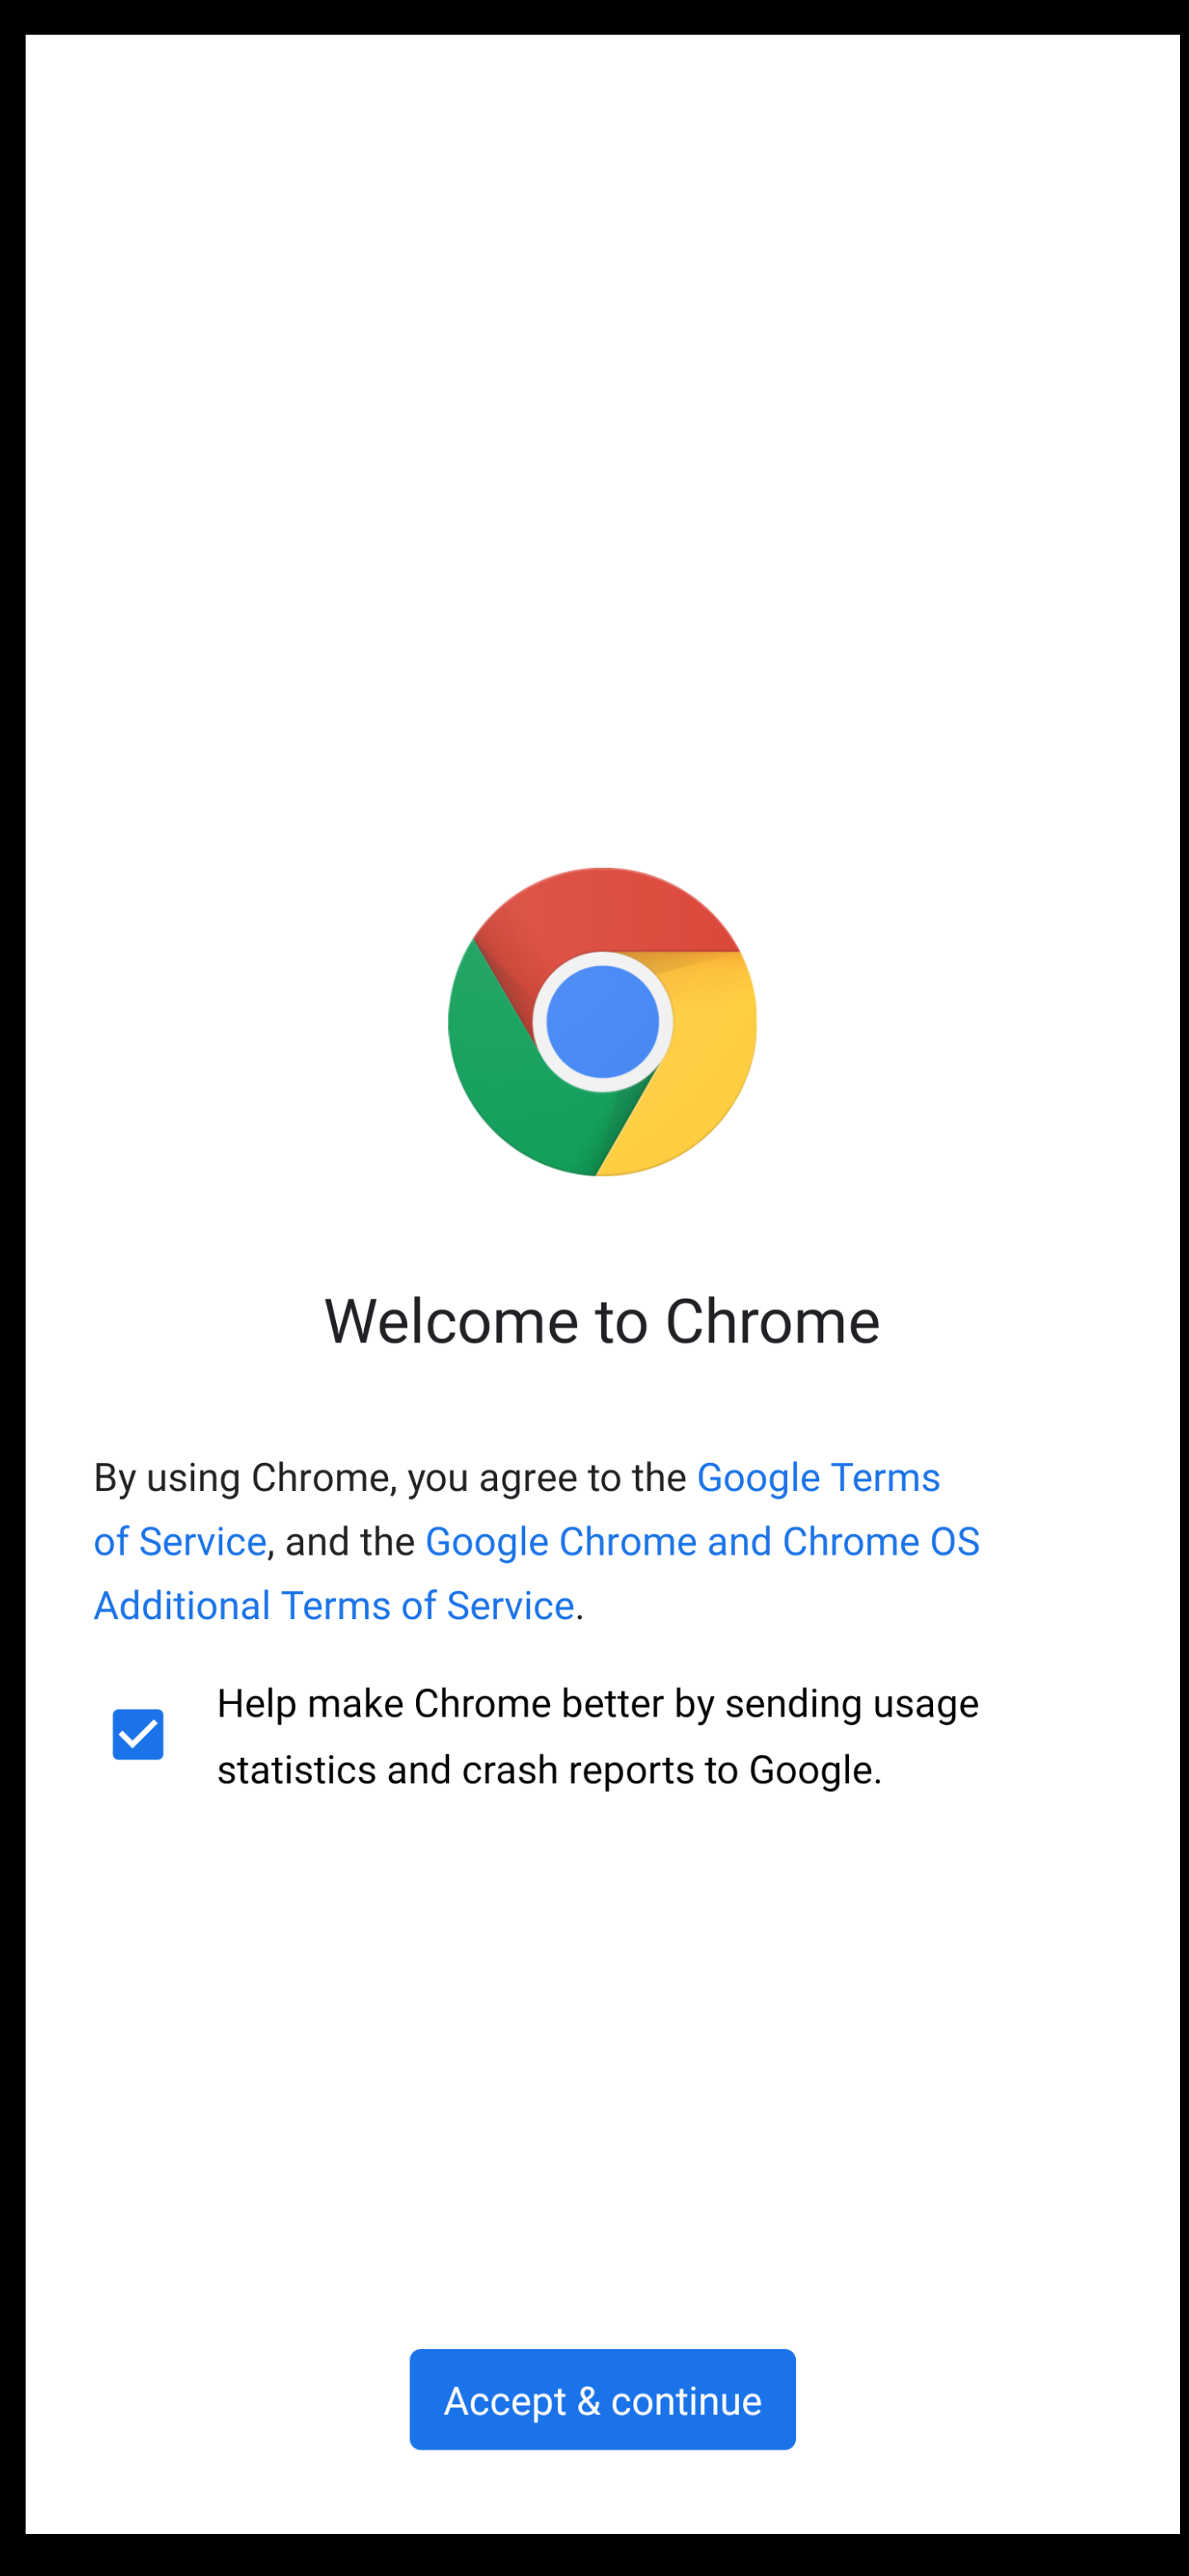 Welcome to Chrome
By using Chrome, you agree to the Google Terms
of Service, and the Google Chrome and Chrome OS
Additional Terms of Service.
Help make Chrome better by sending usage
statistics and crash reports to Google.
Accept & continue